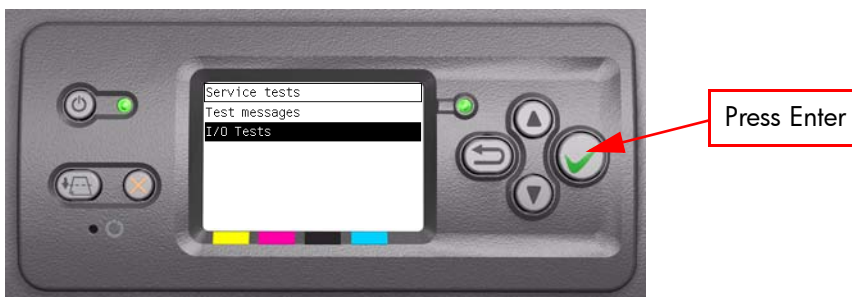 Service tests
Test messages
I/O Tests
Press Enter